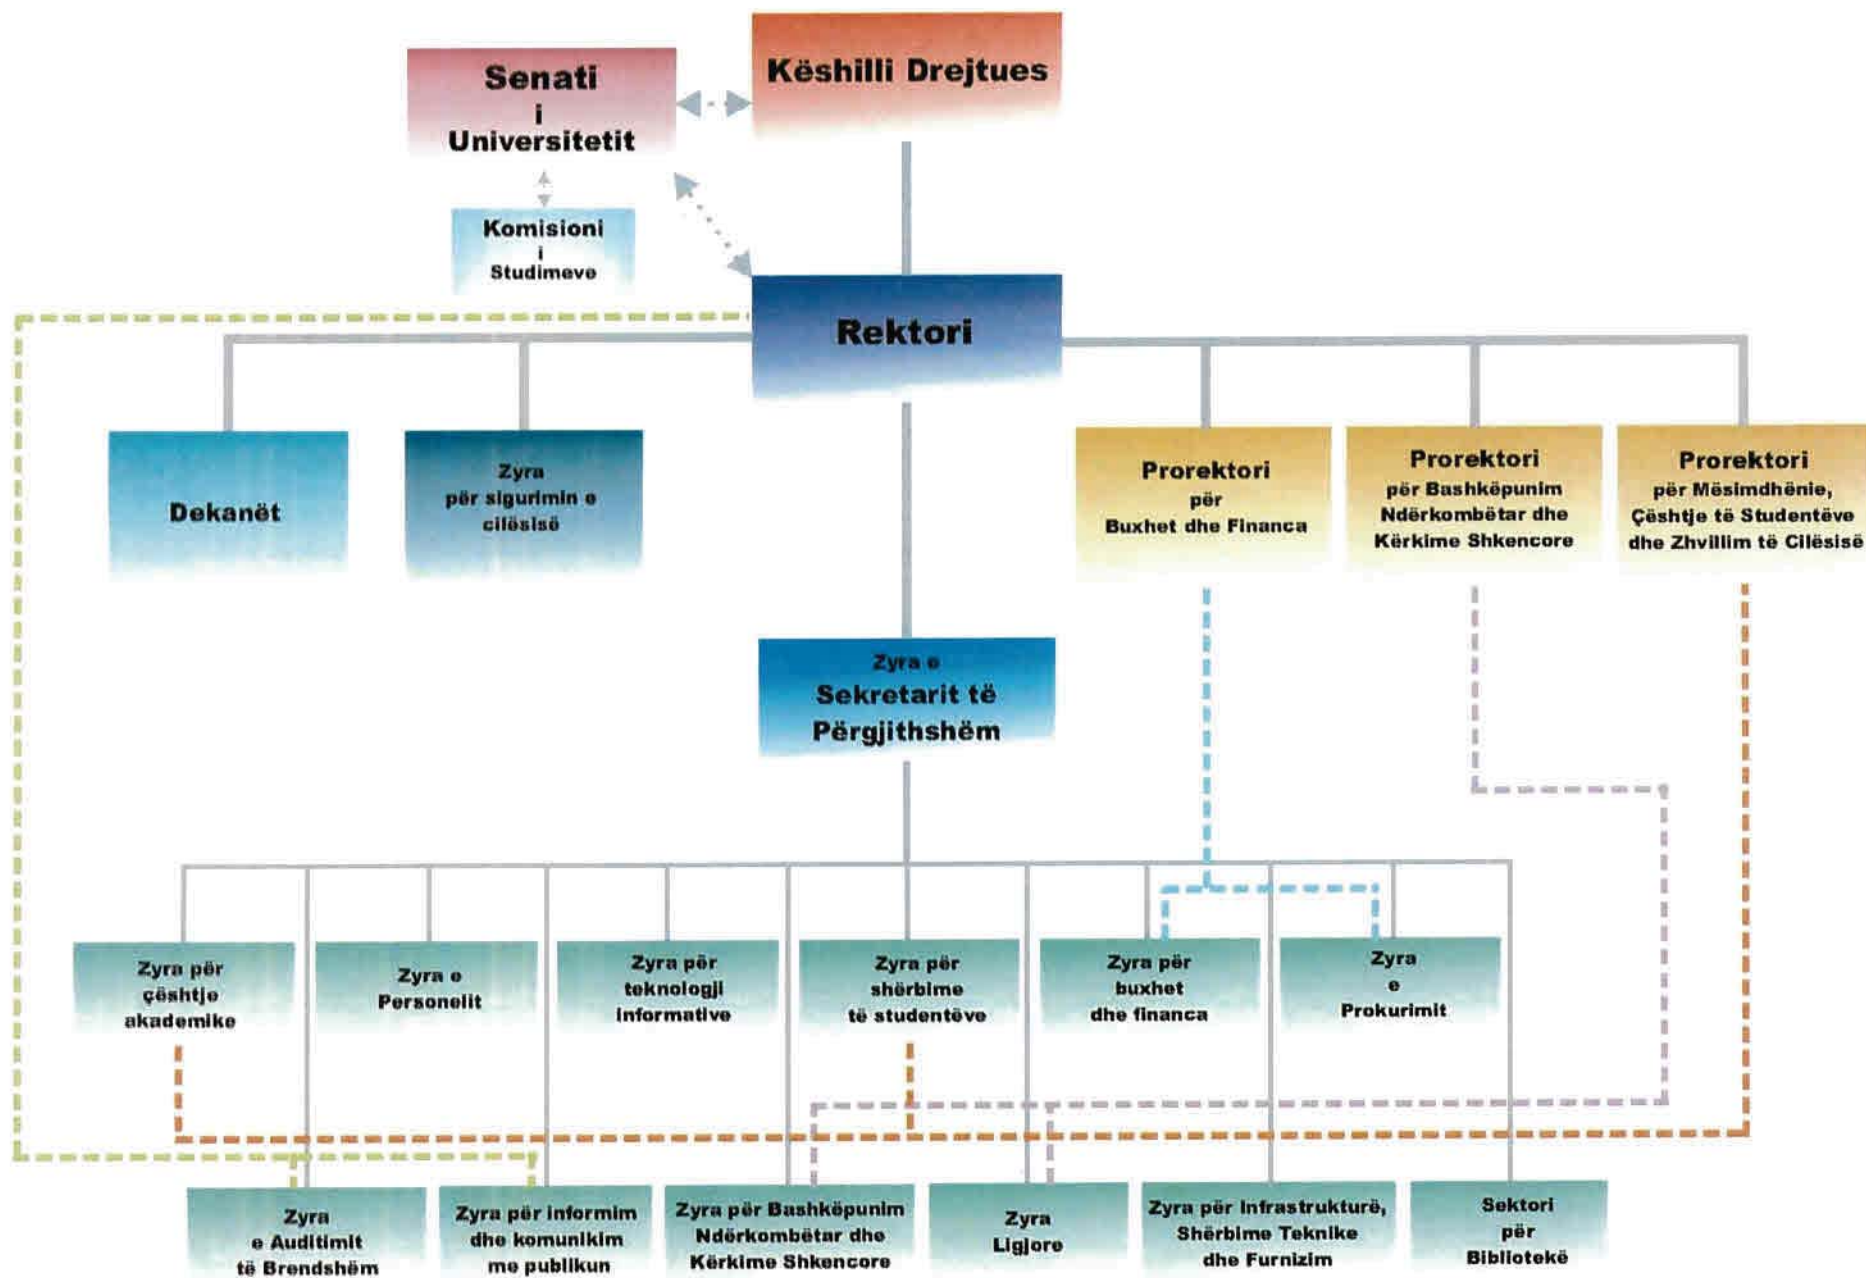 Këshilli Drejtues
Senati
i
Universitetit
Komisioni
i
Studimeve
Rektori
Dekanët
Zyra
për sigurimin e
cilësisë
Prorektori
për
Buxhet dhe Financa
Prorektori
për Bashkëpunim
Ndërkombëtar dhe
Kërkime Shkencore
Prorektori
për Mësimdhënie,
Çështje të Studentëve
dhe Zhvillim të Cilësisë
Zyra e
Sekretarit të
Përgjithshëm
Zyra për
çështje
akademike
Zyra e
Personelit
Zyra për
teknologji
informative
Zyra për
shërbime
të studentëve
Zyra për
buxhet
dhe financa
Zyra
e
Prokurimit
Zyra
e Auditimit
të Brendshëm
Zyra për informim
dhe komunikim
me publikun
Zyra për Bashkëpunim
Ndërkombëtar dhe
Kërkime Shkencore
Zyra
Ligjore
Zyra për Infrastrukturë,
Shërbime Teknike
dhe Furnizim
Sektori
për
Bibliotekë